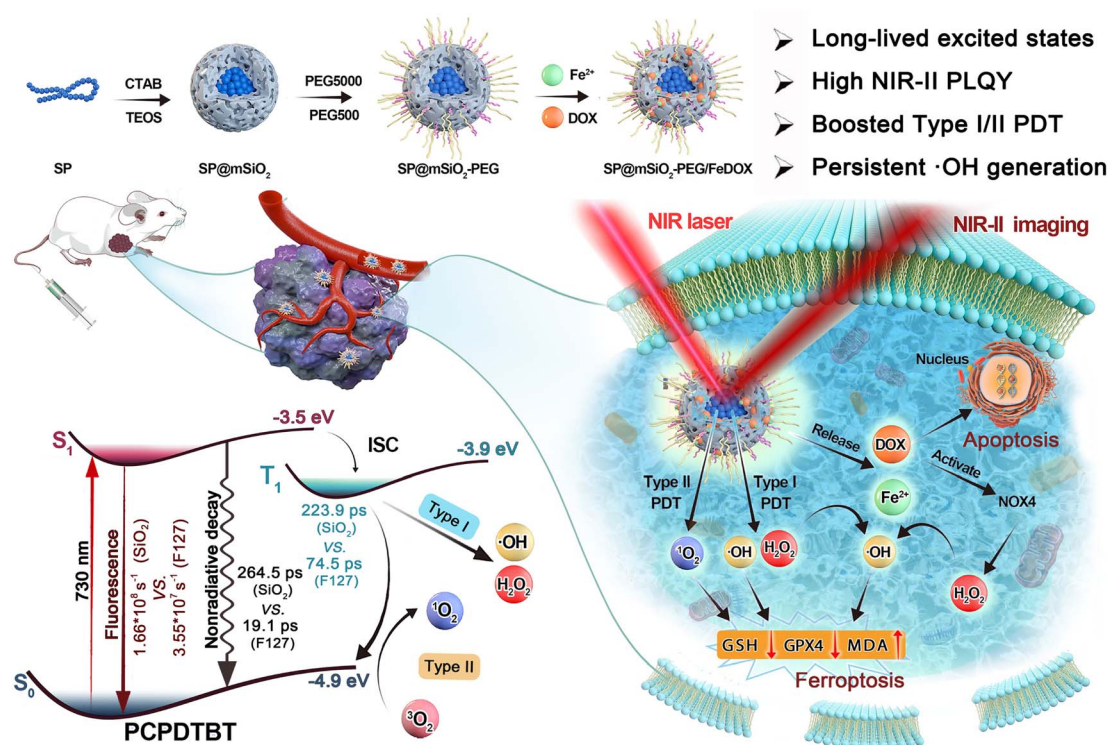 ➢ Long-lived excited states
➢ High NIR-II PLQY
➢ Boosted Type I/II PDT
➢ Persistent ·OH generation
CTAB
TEOS
PEG5000
PEG500
Fe²⁺
DOX
SP
SP@mSiO₂
SP@mSiO₂-PEG
SP@mSiO₂-PEG/FeDOX
NIR laser
NIR-II imaging
Nucleus
Apoptosis
Release
DOX
Activate
Fe²⁺
NOX4
Type II
PDT
Type I
PDT
¹O₂
·OH
H₂O₂
·OH
H₂O₂
GSH
GPX4
MDA
Ferroptosis
S₁
-3.5 eV
ISC
T₁
-3.9 eV
223.9 ps
(SiO₂)
VS.
74.5 ps
(F127)
Type I
·OH
H₂O₂
730 nm
Fluorescence
1.66*10⁸ s⁻¹ (SiO₂)
VS.
3.55*10⁷ s⁻¹ (F127)
Nonradiative decay
264.5 ps
(SiO₂)
VS.
19.1 ps
(F127)
¹O₂
Type II
³O₂
S₀
-4.9 eV
PCPDTBT